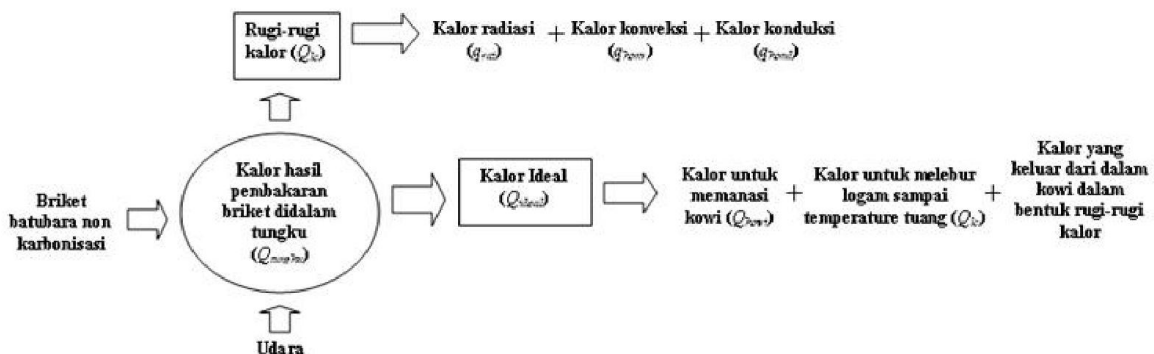 Rugi-rugi
kalor (Q
Kalor radiasi
+ Kalor konveksi
+ Kalor konduksi
Kalor hasil
pembakaran
briket didalam
tungku
Briket
batubara non
karbonisasi
Udara
Kalor Ideal
Kalor untuk
memanasi
kowi
+
Kalor untuk melebur
logam sampai
temperature tuang
+
Kalor yang
keluar dari dalam
kowi dalam
bentuk rugi-rugi
kalor